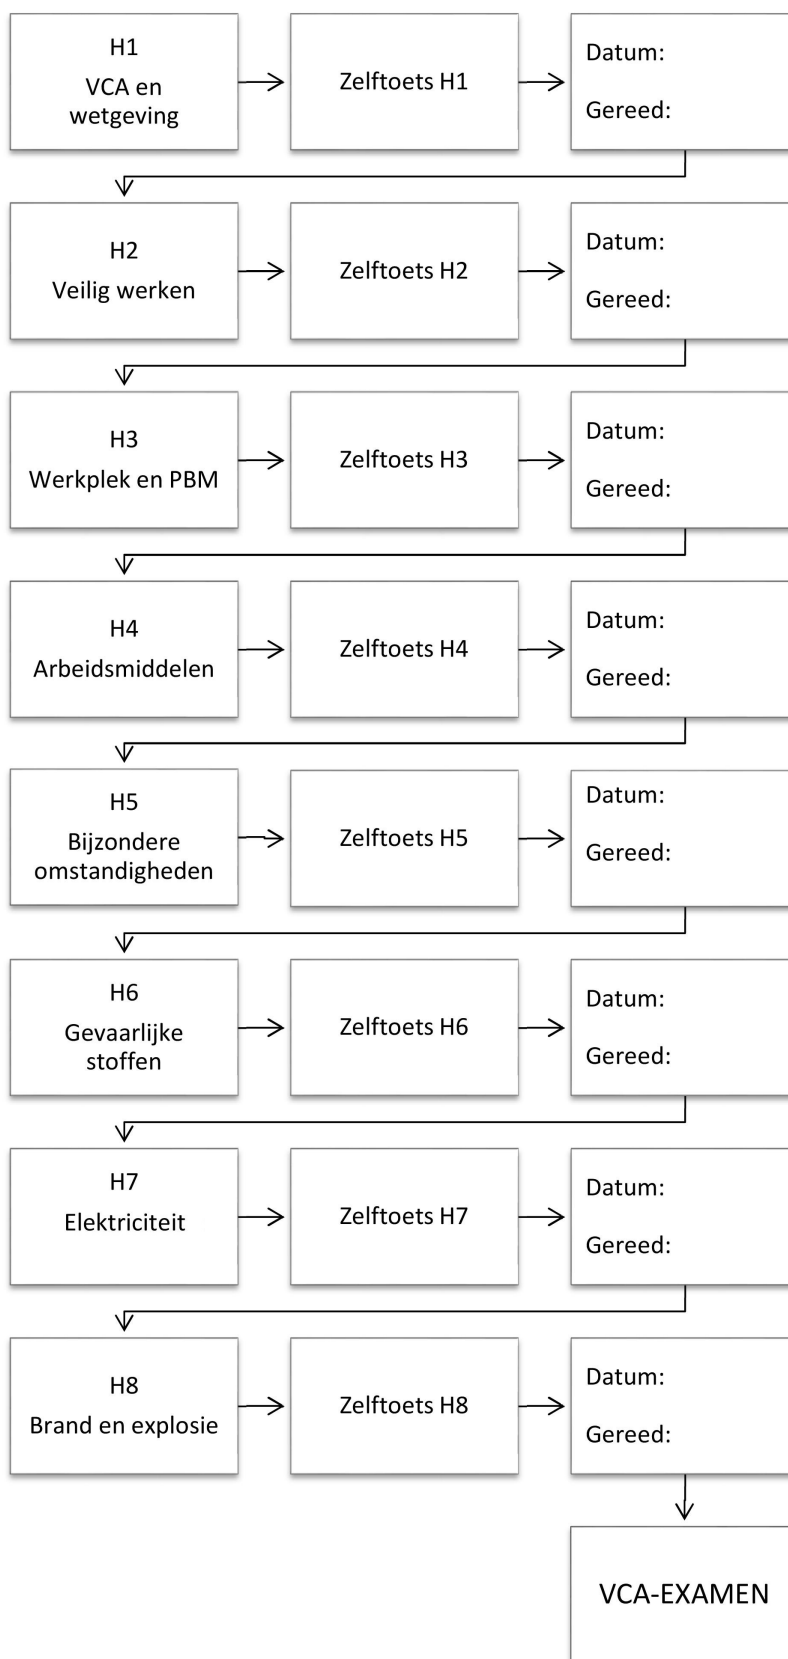 H1
VCA en
wetgeving
Zelftoets H1
Datum:
Gereed:
H2
Veilig werken
Zelftoets H2
Datum:
Gereed:
H3
Werkplek en PBM
Zelftoets H3
Datum:
Gereed:
H4
Arbeidsmiddelen
Zelftoets H4
Datum:
Gereed:
H5
Bijzondere
omstandigheden
Zelftoets H5
Datum:
Gereed:
H6
Gevaarlijke
stoffen
Zelftoets H6
Datum:
Gereed:
H7
Elektriciteit
Zelftoets H7
Datum:
Gereed:
H8
Brand en explosie
Zelftoets H8
Datum:
Gereed:
VCA-EXAMEN